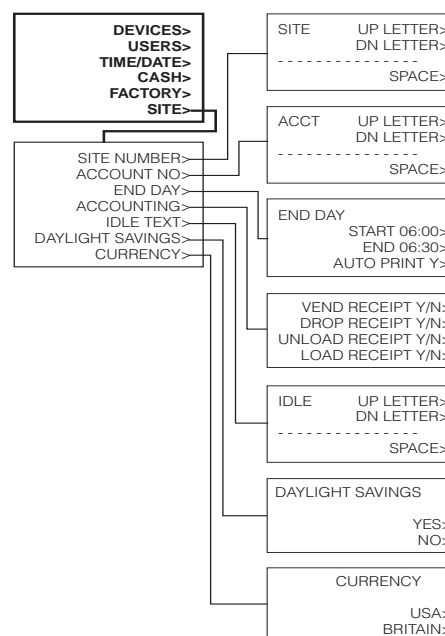 DEVICES>
USERS>
TIME/DATE>
CASH>
FACTORY>
SITE>
SITE NUMBER>
ACCOUNT NO>
END DAY>
ACCOUNTING>
IDLE TEXT>
DAYLIGHT SAVINGS>
CURRENCY>
SITE UP LETTER>
DN LETTER>
- - - - - - - - - - - - - - -
SPACE>
ACCT UP LETTER>
DN LETTER>
- - - - - - - - - - - - - - -
SPACE>
END DAY
START 06:00>
END 06:30>
AUTO PRINT Y>
VEND RECEIPT Y/N>
DROP RECEIPT Y/N>
UNLOAD RECEIPT Y/N>
LOAD RECEIPT Y/N>
IDLE UP LETTER>
DN LETTER>
- - - - - - - - - - - - - - -
SPACE>
DAYLIGHT SAVINGS
YES>
NO>
CURRENCY
USA>
BRITAIN>